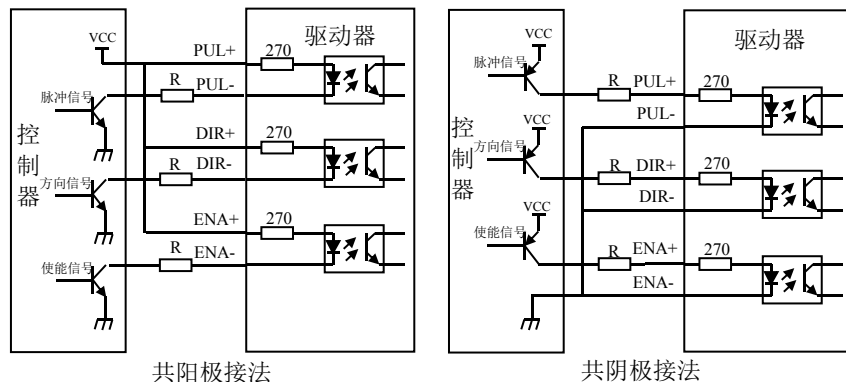 VCC
PUL+
270
驱动器
脉冲信号
R
PUL-
控制器
DIR+
270
方向信号
R
DIR-
ENA+
270
使能信号
R
ENA-
共阳极接法
VCC
驱动器
脉冲信号
R
PUL+
270
PUL-
控制器
VCC
方向信号
R
DIR+
270
DIR-
VCC
使能信号
R
ENA+
270
ENA-
共阴极接法